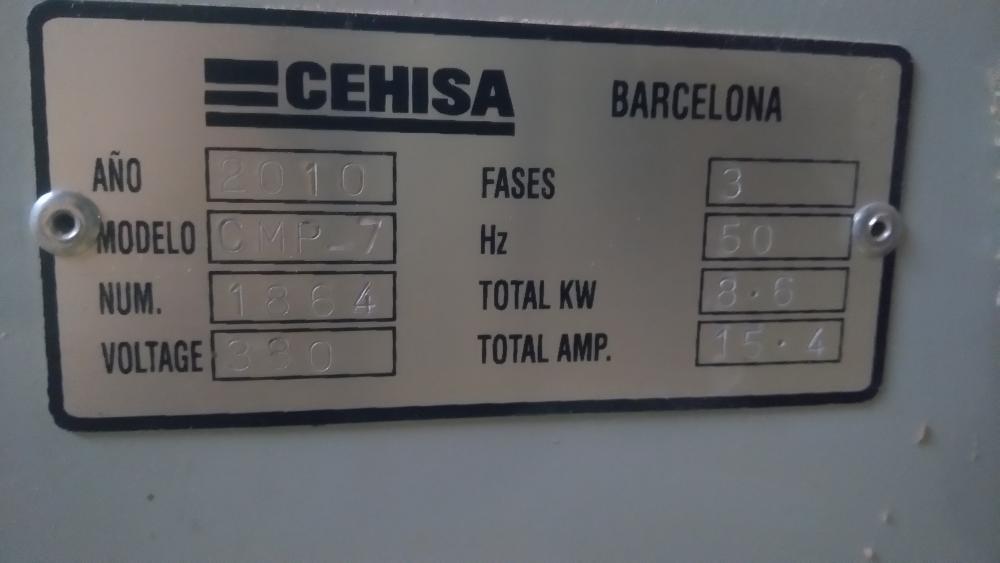 CEHISA BARCELONA
AÑO 2010 FASES 3
MODELO CMP-7 Hz 50
NUM. 1864 TOTAL KW 8.6
VOLTAGE 380 TOTAL AMP. 15.4